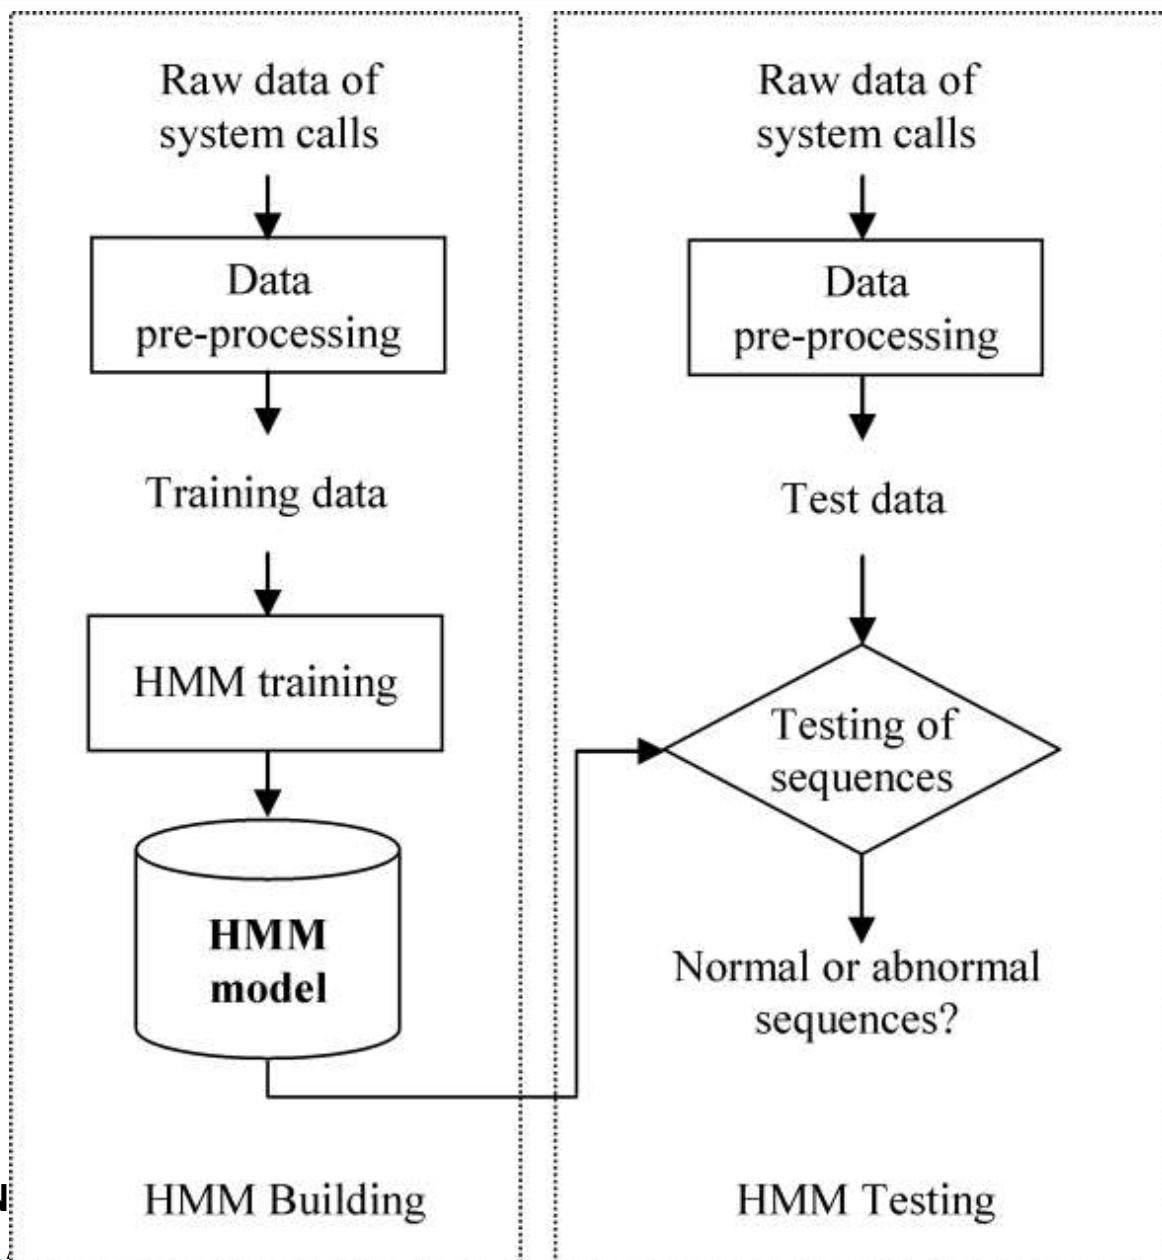 Raw data of
system calls
Data
pre-processing
Training data
HMM training
HMM
model
HMM Building
Raw data of
system calls
Data
pre-processing
Test data
Testing of
sequences
Normal or abnormal
sequences?
HMM Testing